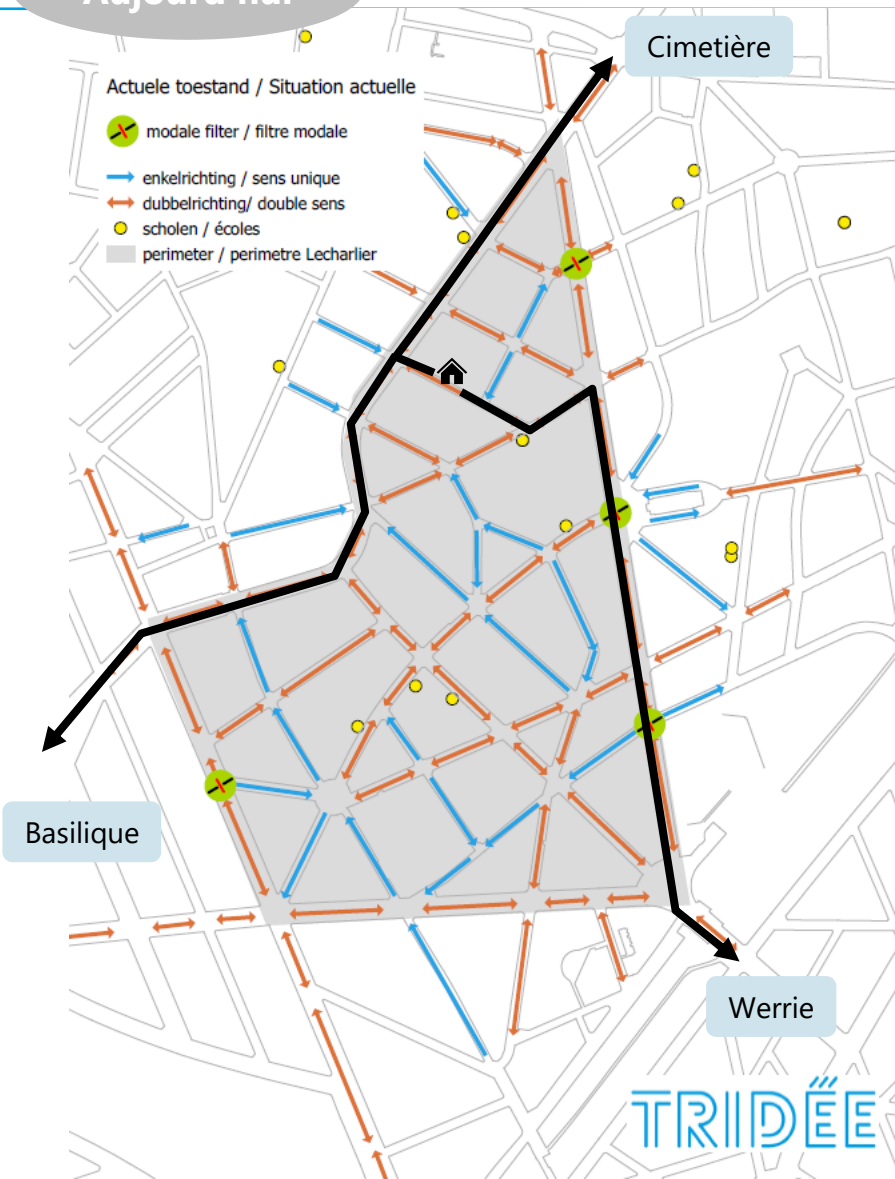 Aujourd'hui
Cimetière
Actuele toestand / Situation actuelle
modale filter / filtre modale
enkelrichting / sens unique
dubbelrichting/ double sens
scholen / écoles
perimeter / perimetre Lecharlier
Basilique
Werrie
TRIDËE